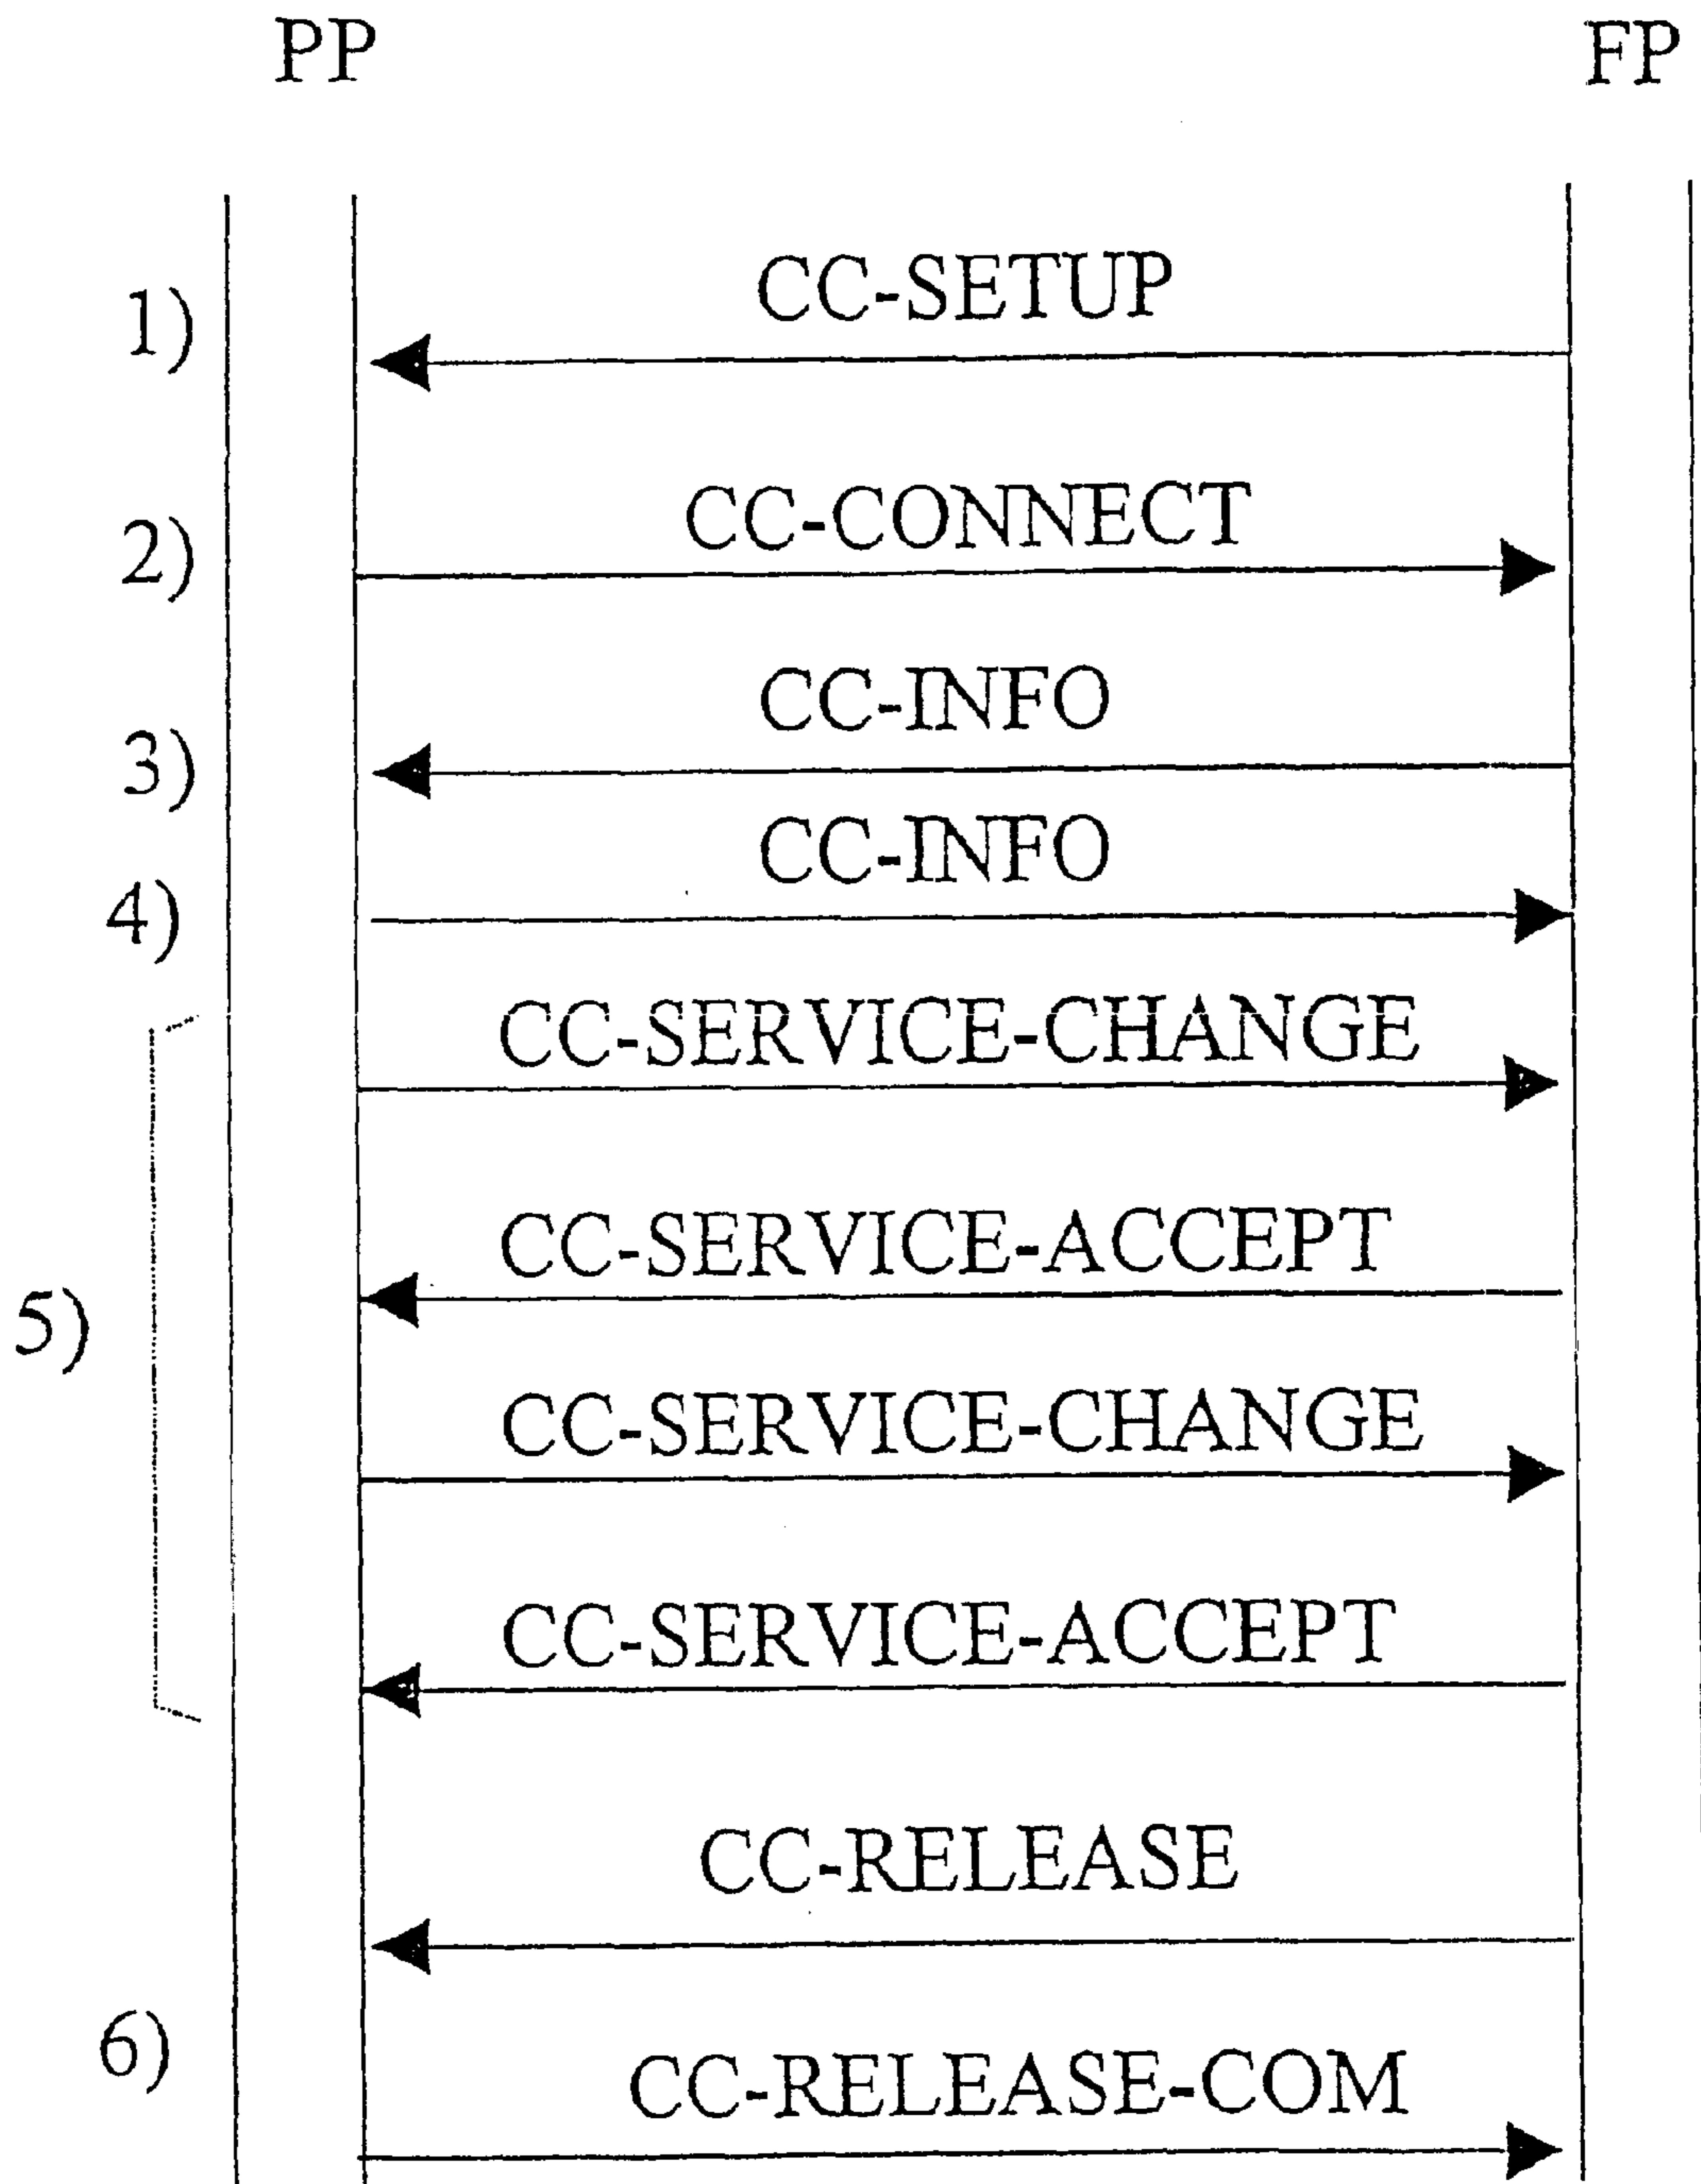 PP FP
1) CC-SETUP
2) CC-CONNECT
3) CC-INFO
4) CC-INFO
CC-SERVICE-CHANGE
CC-SERVICE-ACCEPT
5)
CC-SERVICE-CHANGE
CC-SERVICE-ACCEPT
CC-RELEASE
6)
CC-RELEASE-COM